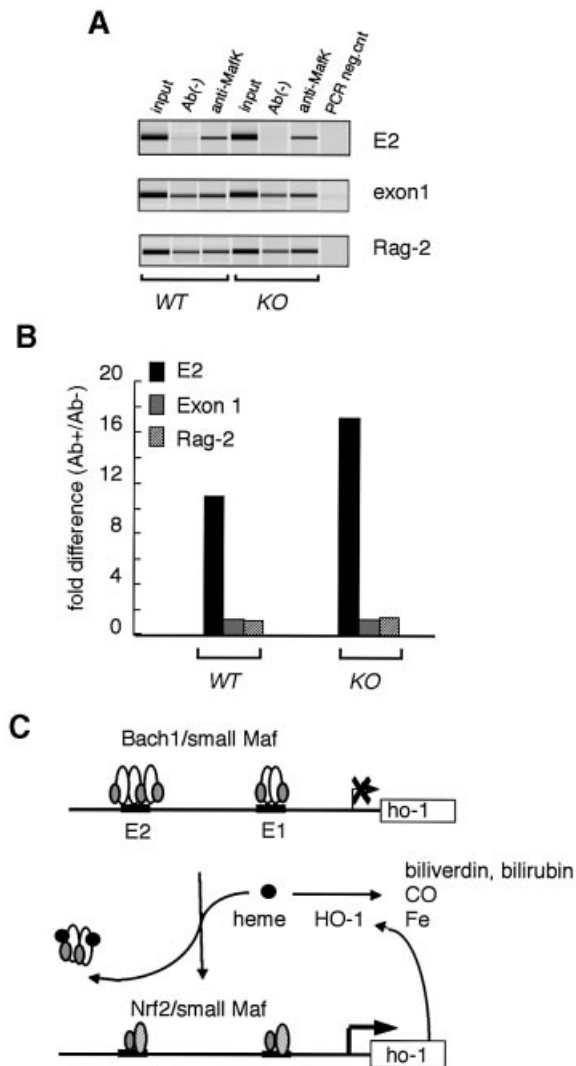 A
input Ab(-) anti-MafK input Ab(-) anti-MafK PCR neg.cnt
E2
exon1
Rag-2
WT KO
B
fold difference (Ab+/Ab-)
20
16
12
8
4
0
E2
Exon 1
Rag-2
WT KO
C
Bach1/small Maf
E2 E1 ho-1
biliverdin, bilirubin
heme HO-1 CO
Fe
Nrf2/small Maf
ho-1